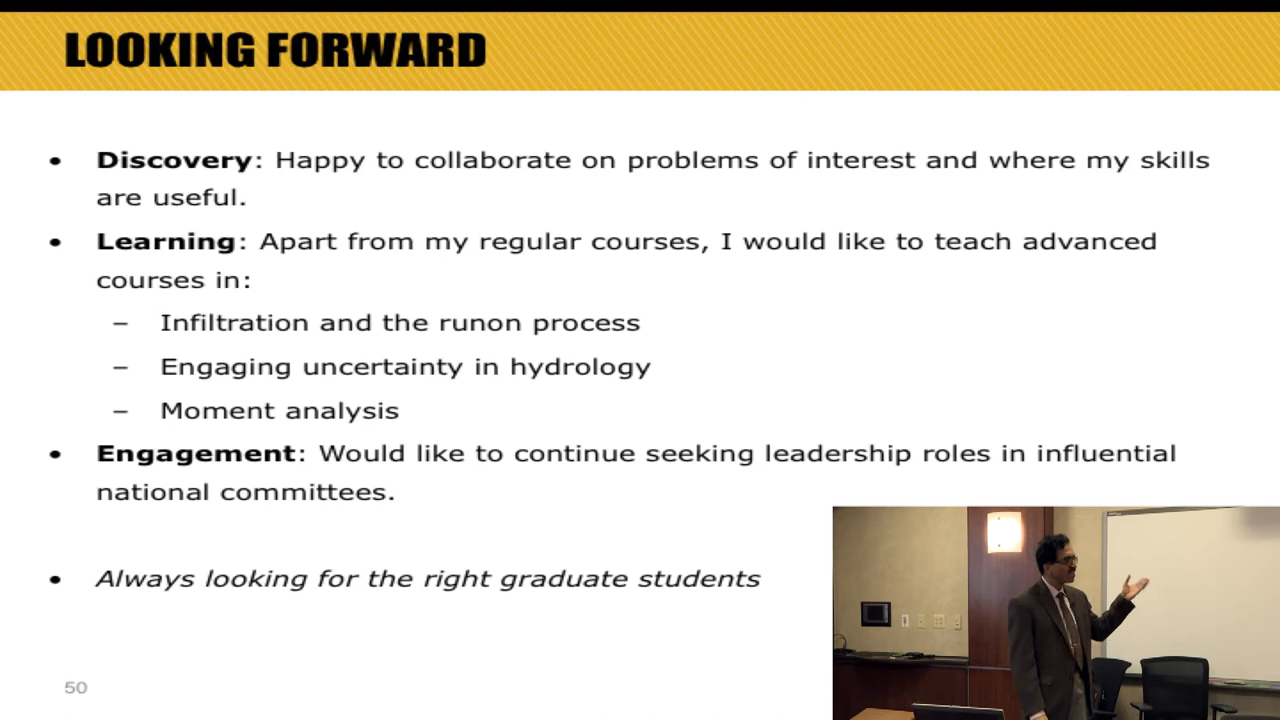 LOOKING FORWARD
• Discovery: Happy to collaborate on problems of interest and where my skills
are useful.
• Learning: Apart from my regular courses, I would like to teach advanced
courses in:
– Infiltration and the runon process
– Engaging uncertainty in hydrology
– Moment analysis
• Engagement: Would like to continue seeking leadership roles in influential
national committees.
• Always looking for the right graduate students
50